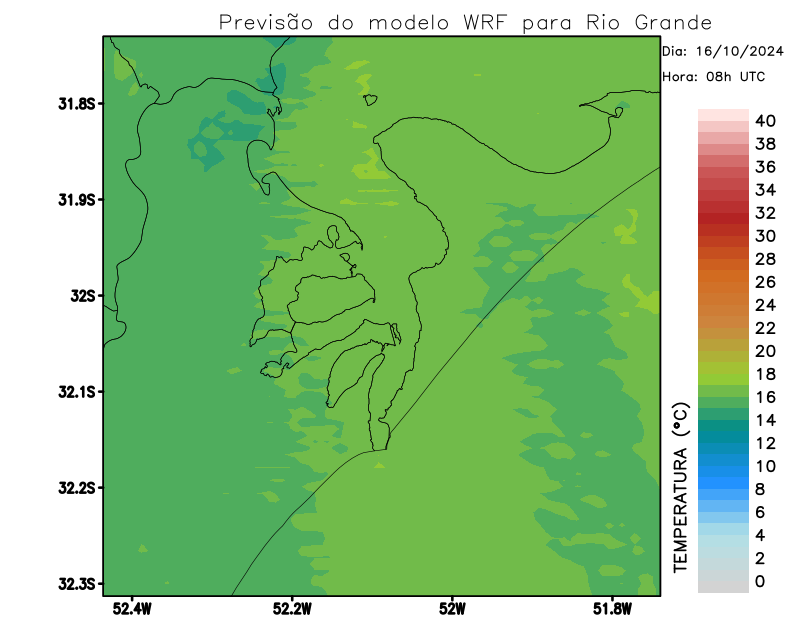 Previsão do modelo WRF para Rio Grande
Dia: 16/10/2024
Hora: 08h UTC
31.8S
31.9S
32S
32.1S
32.2S
32.3S
52.4W
52.2W
52W
51.8W
TEMPERATURA (°C)
40
38
36
34
32
30
28
26
24
22
20
18
16
14
12
10
8
6
4
2
0